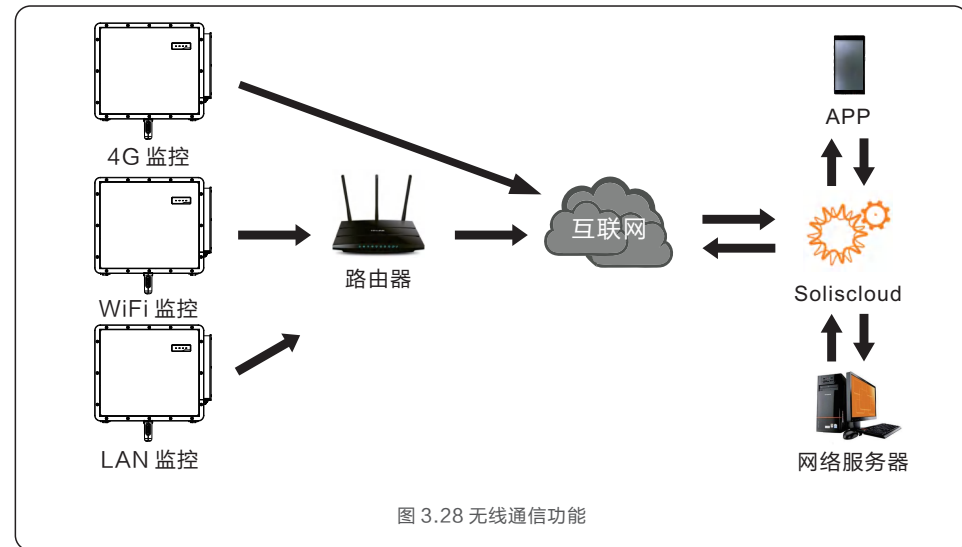 4G 监控
WiFi 监控
LAN 监控
路由器
互联网
APP
Soliscloud
网络服务器
图 3.28 无线通信功能